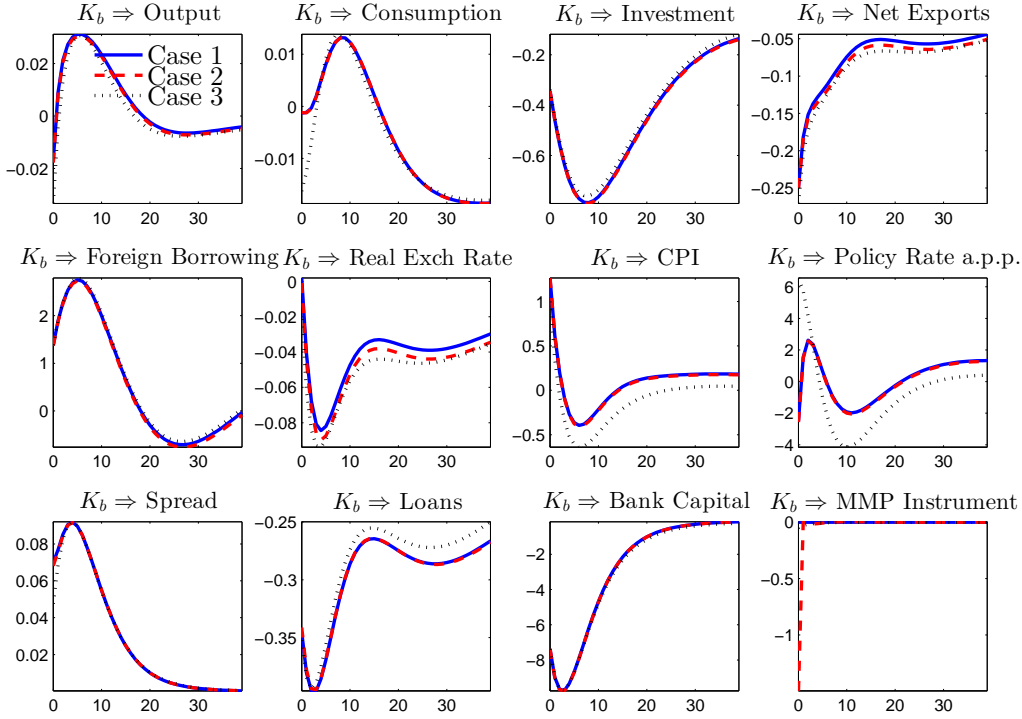 K_b ⇒ Output
K_b ⇒ Consumption
K_b ⇒ Investment
K_b ⇒ Net Exports
0.02
0
−0.02
0 10 20 30
Case 1
Case 2
Case 3
0.01
0
−0.01
0 10 20 30
−0.2
−0.4
−0.6
0 10 20 30
−0.05
−0.1
−0.15
−0.2
−0.25
0 10 20 30
K_b ⇒ Foreign Borrowing
K_b ⇒ Real Exch Rate
K_b ⇒ CPI
K_b ⇒ Policy Rate a.p.p.
2
1
0
0 10 20 30
0
−0.02
−0.04
−0.06
−0.08
0 10 20 30
1
0.5
0
−0.5
0 10 20 30
6
4
2
0
−2
−4
0 10 20 30
K_b ⇒ Spread
K_b ⇒ Loans
K_b ⇒ Bank Capital
K_b ⇒ MMP Instrument
0.08
0.06
0.04
0.02
0 10 20 30
−0.25
−0.3
−0.35
0 10 20 30
−2
−4
−6
−8
0 10 20 30
0
−0.5
−1
0 10 20 30